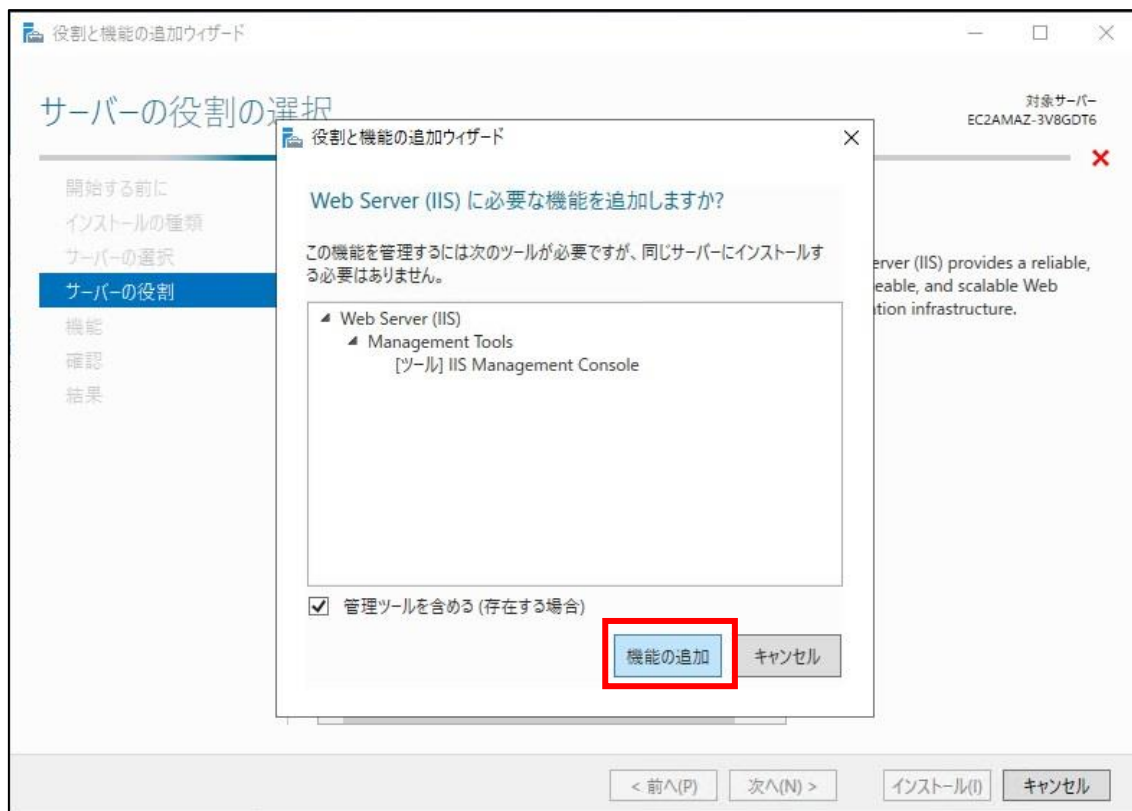 役割と機能の追加ウィザード
サーバーの役割の選択
対象サーバー
EC2AMAZ-3V8GDT6
開始する前に
インストールの種類
サーバーの選択
サーバーの役割
機能
確認
結果
役割と機能の追加ウィザード
Web Server (IIS) に必要な機能を追加しますか?
この機能を管理するには次のツールが必要ですが、同じサーバーにインストールす
る必要はありません。
Web Server (IIS)
Management Tools
[ツール] IIS Management Console
管理ツールを含める (存在する場合)
機能の追加
キャンセル
erver (IIS) provides a reliable,
eable, and scalable Web
tion infrastructure.
< 前へ(P)
次へ(N) >
インストール(I)
キャンセル